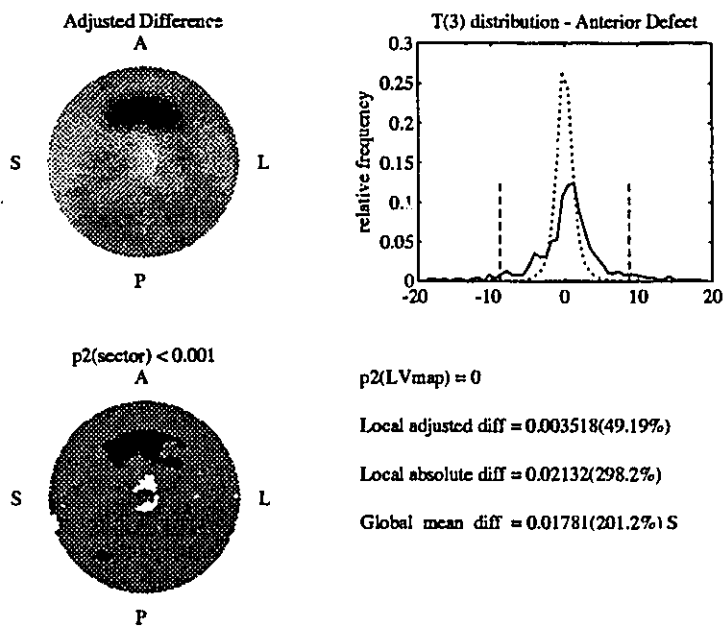 Adjusted Difference
A
S
L
P
T(3) distribution - Anterior Defect
relative frequency
0.3
0.25
0.2
0.15
0.1
0.05
0
-20
-10
0
10
20
p2(sector) < 0.001
A
S
L
P
p2(LVmap) = 0
Local adjusted diff = 0.003518(49.19%)
Local absolute diff = 0.02132(298.2%)
Global mean diff = 0.01781(201.2%) S